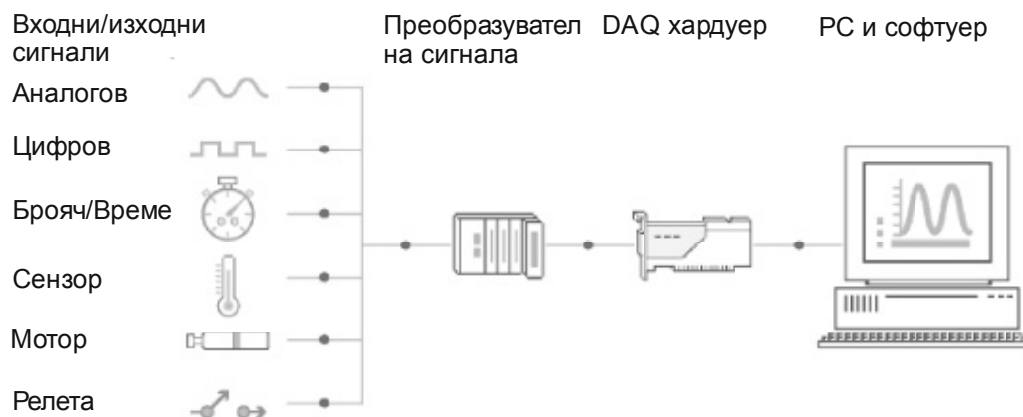 Входни/изходни
сигнали
Преобразувател
на сигнала
DAQ хардуер
PC и софтуер
Аналогов
Цифров
Брояч/Време
Сензор
Мотор
Релета